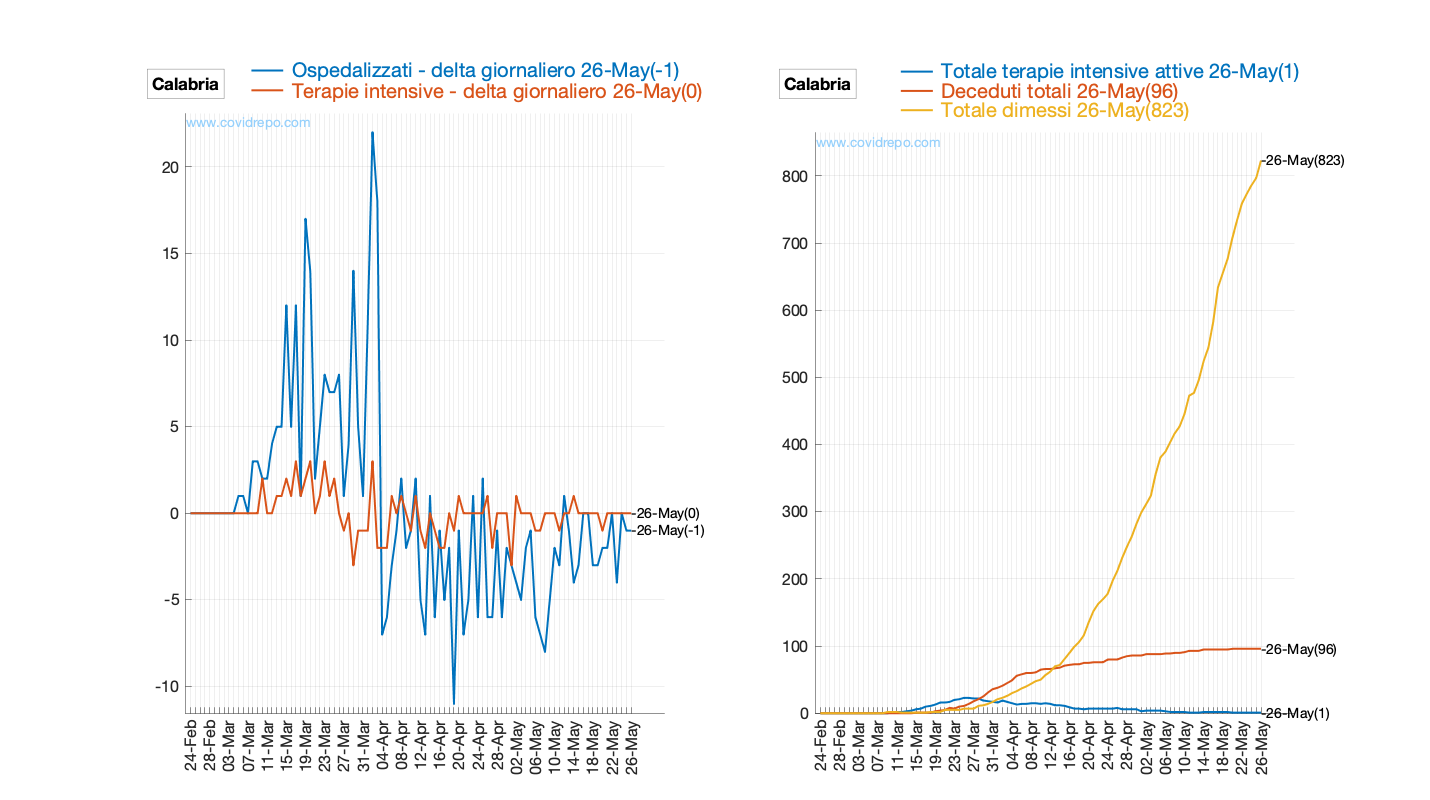 Calabria
Ospedalizzati - delta giornaliero 26-May(-1)
Terapie intensive - delta giornaliero 26-May(0)
www.covidrepo.com
20
15
10
5
0
-5
-10
-26-May(0)
-26-May(-1)
24-Feb
28-Feb
03-Mar
07-Mar
11-Mar
15-Mar
19-Mar
23-Mar
27-Mar
31-Mar
04-Apr
08-Apr
12-Apr
16-Apr
20-Apr
24-Apr
28-Apr
02-May
06-May
10-May
14-May
18-May
22-May
26-May
Calabria
Totale terapie intensive attive 26-May(1)
Deceduti totali 26-May(96)
Totale dimessi 26-May(823)
www.covidrepo.com
800
700
600
500
400
300
200
100
0
-26-May(823)
-26-May(96)
-26-May(1)
24-Feb
28-Feb
03-Mar
07-Mar
11-Mar
15-Mar
19-Mar
23-Mar
27-Mar
31-Mar
04-Apr
08-Apr
12-Apr
16-Apr
20-Apr
24-Apr
28-Apr
02-May
06-May
10-May
14-May
18-May
22-May
26-May